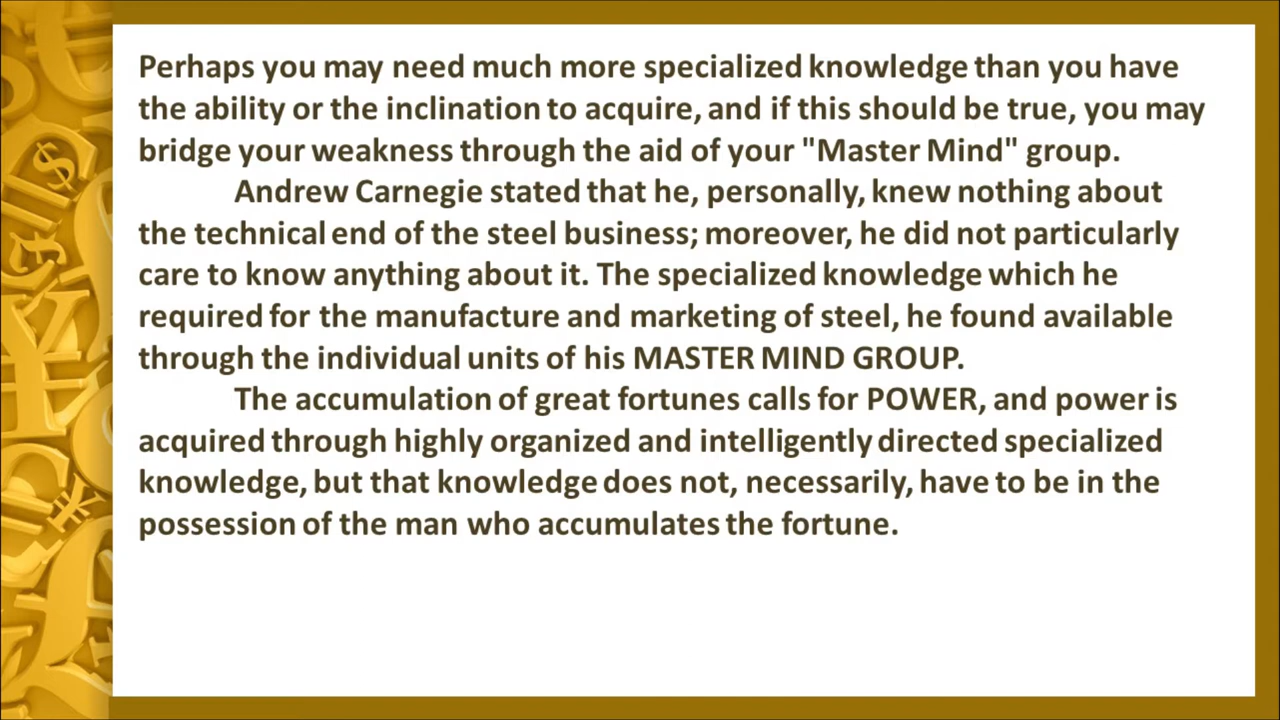 Perhaps you may need much more specialized knowledge than you have
the ability or the inclination to acquire, and if this should be true, you may
bridge your weakness through the aid of your "Master Mind" group.
Andrew Carnegie stated that he, personally, knew nothing about
the technical end of the steel business; moreover, he did not particularly
care to know anything about it. The specialized knowledge which he
required for the manufacture and marketing of steel, he found available
through the individual units of his MASTER MIND GROUP.
The accumulation of great fortunes calls for POWER, and power is
acquired through highly organized and intelligently directed specialized
knowledge, but that knowledge does not, necessarily, have to be in the
possession of the man who accumulates the fortune.